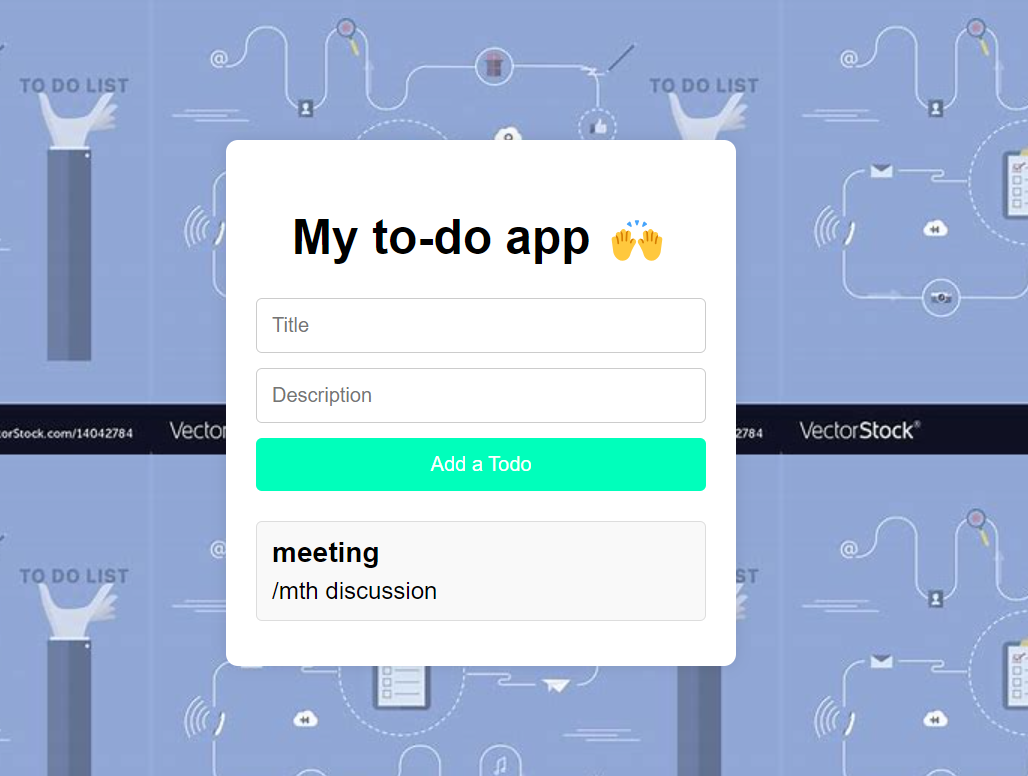 TO DO LIST
TO DO LIST
My to-do app 🙌
Title
Description
Add a Todo
orStock.com/14042784
Vector
2784
VectorStock®
meeting
/mth discussion
TO DO LIST
ST